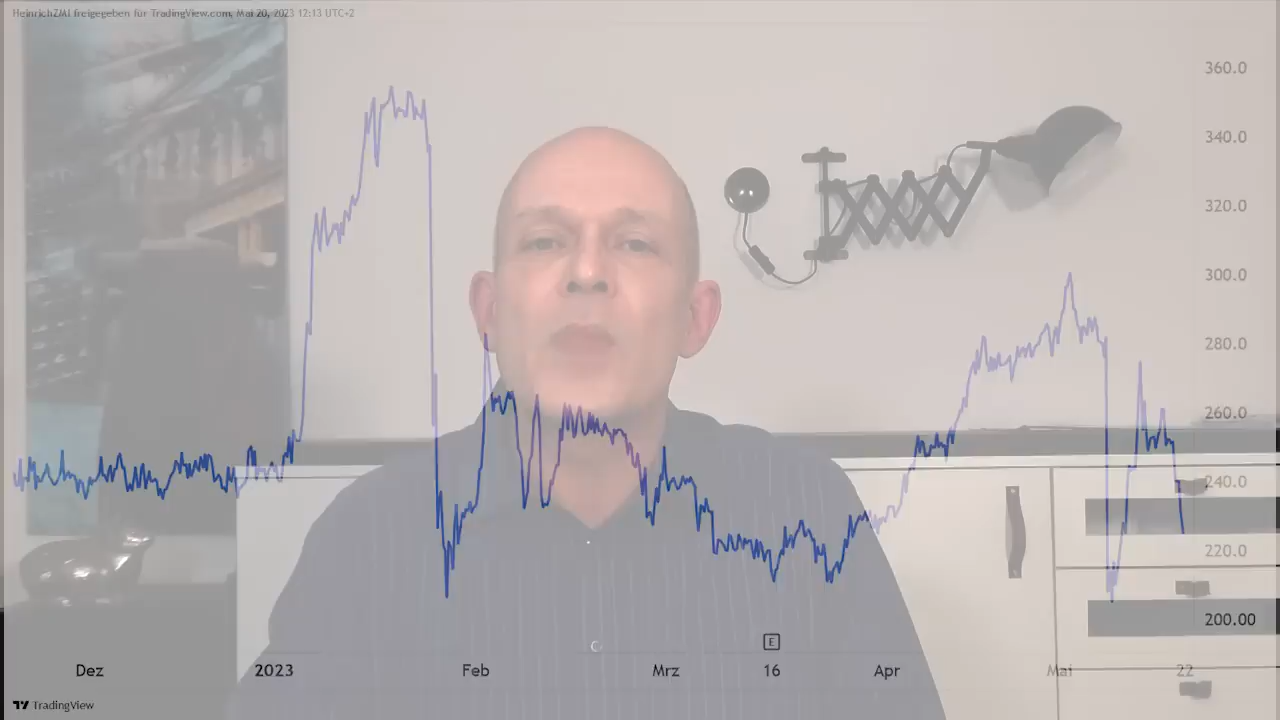 HeinrichZMI freigegeben für TradingView.com, Mai 20, 2023 12:13 UTC+2
360.0
340.0
320.0
300.0
280.0
260.0
240.0
220.0
200.00
E
Dez 2023 Feb Mrz 16 Apr Mai 22
TradingView